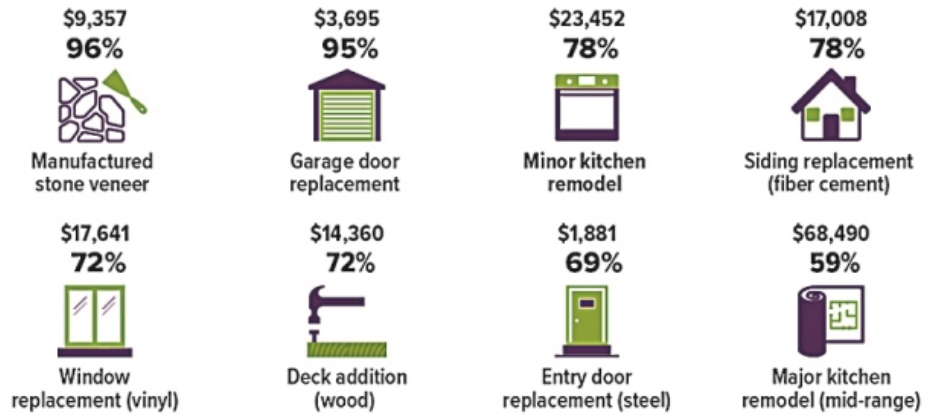 $9,357
96%
Manufactured
stone veneer
$3,695
95%
Garage door
replacement
$23,452
78%
Minor kitchen
remodel
$17,008
78%
Siding replacement
(fiber cement)
$17,641
72%
Window
replacement (vinyl)
$14,360
72%
Deck addition
(wood)
$1,881
69%
Entry door
replacement (steel)
$68,490
59%
Major kitchen
remodel (mid-range)